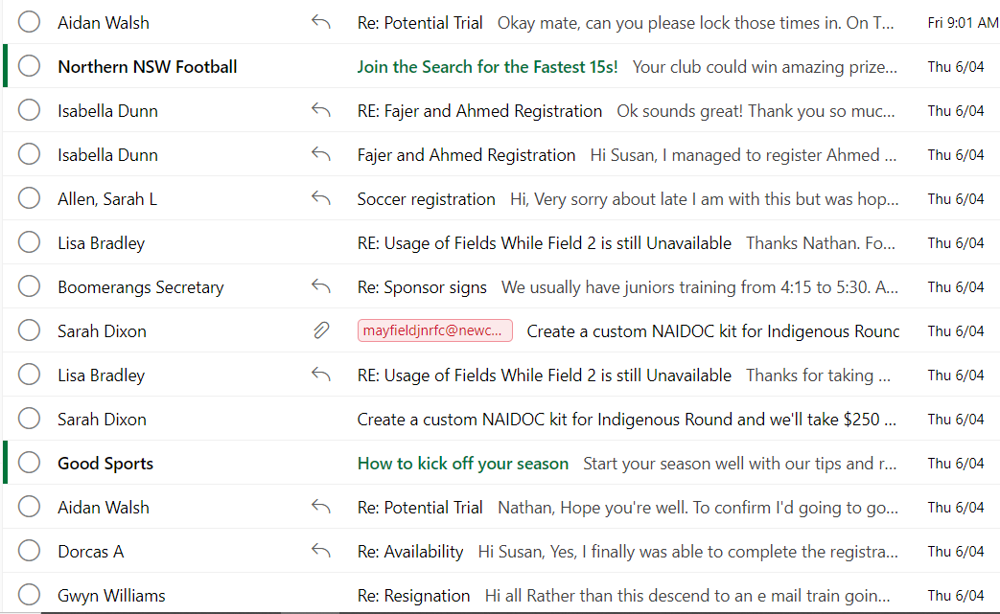 Aidan Walsh Re: Potential Trial Okay mate, can you please lock those times in. On T... Fri 9:01 AM
Northern NSW Football Join the Search for the Fastest 15s! Your club could win amazing prize... Thu 6/04
Isabella Dunn RE: Fajer and Ahmed Registration Ok sounds great! Thank you so muc... Thu 6/04
Isabella Dunn Fajer and Ahmed Registration Hi Susan, I managed to register Ahmed ... Thu 6/04
Allen, Sarah L Soccer registration Hi, Very sorry about late I am with this but was hop... Thu 6/04
Lisa Bradley RE: Usage of Fields While Field 2 is still Unavailable Thanks Nathan. Fo... Thu 6/04
Boomerangs Secretary Re: Sponsor signs We usually have juniors training from 4:15 to 5:30. A... Thu 6/04
Sarah Dixon mayfieldjnrfc@newc... Create a custom NAIDOC kit for Indigenous Round Thu 6/04
Lisa Bradley RE: Usage of Fields While Field 2 is still Unavailable Thanks for taking ... Thu 6/04
Sarah Dixon Create a custom NAIDOC kit for Indigenous Round and we'll take $250 ... Thu 6/04
Good Sports How to kick off your season Start your season well with our tips and r... Thu 6/04
Aidan Walsh Re: Potential Trial Nathan, Hope you're well. To confirm I'd going to go... Thu 6/04
Dorcas A Re: Availability Hi Susan, Yes, I finally was able to complete the registra... Thu 6/04
Gwyn Williams Re: Resignation Hi all Rather than this descend to an e mail train goin... Thu 6/04